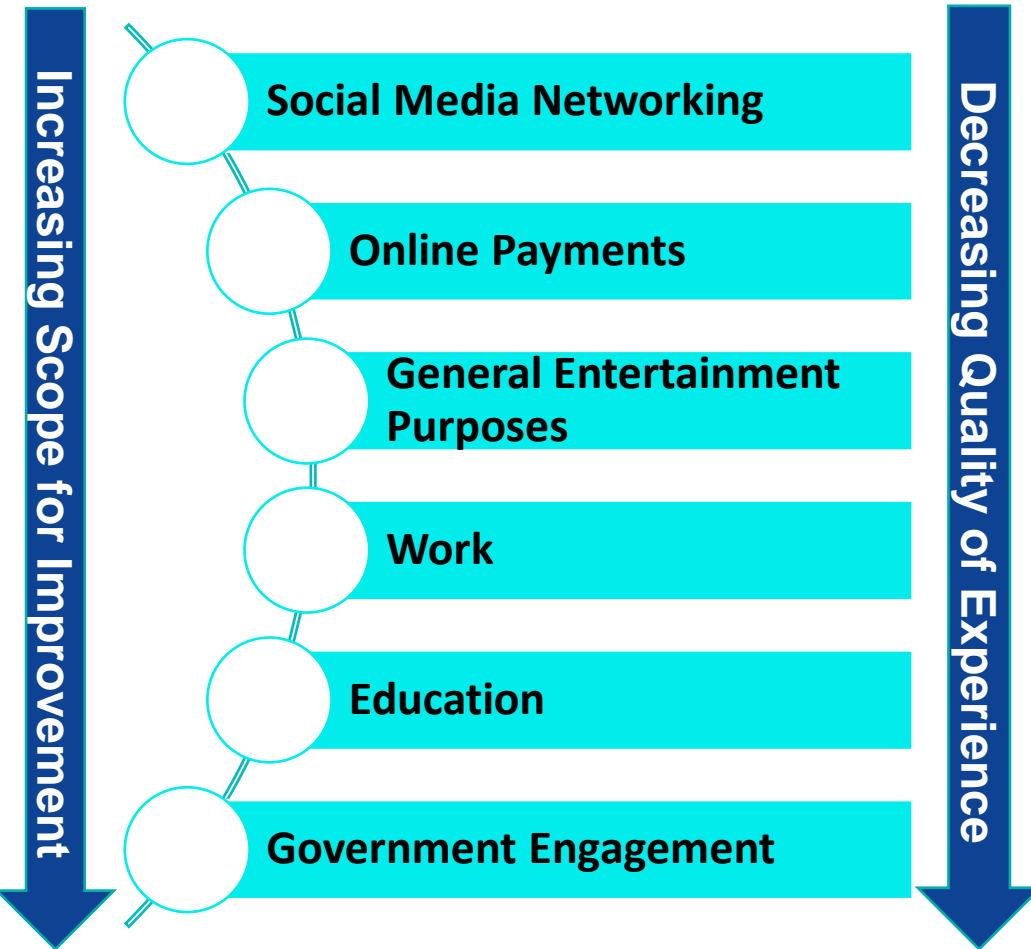 Increasing Scope for Improvement
Social Media Networking
Online Payments
General Entertainment
Purposes
Work
Education
Government Engagement
Decreasing Quality of Experience